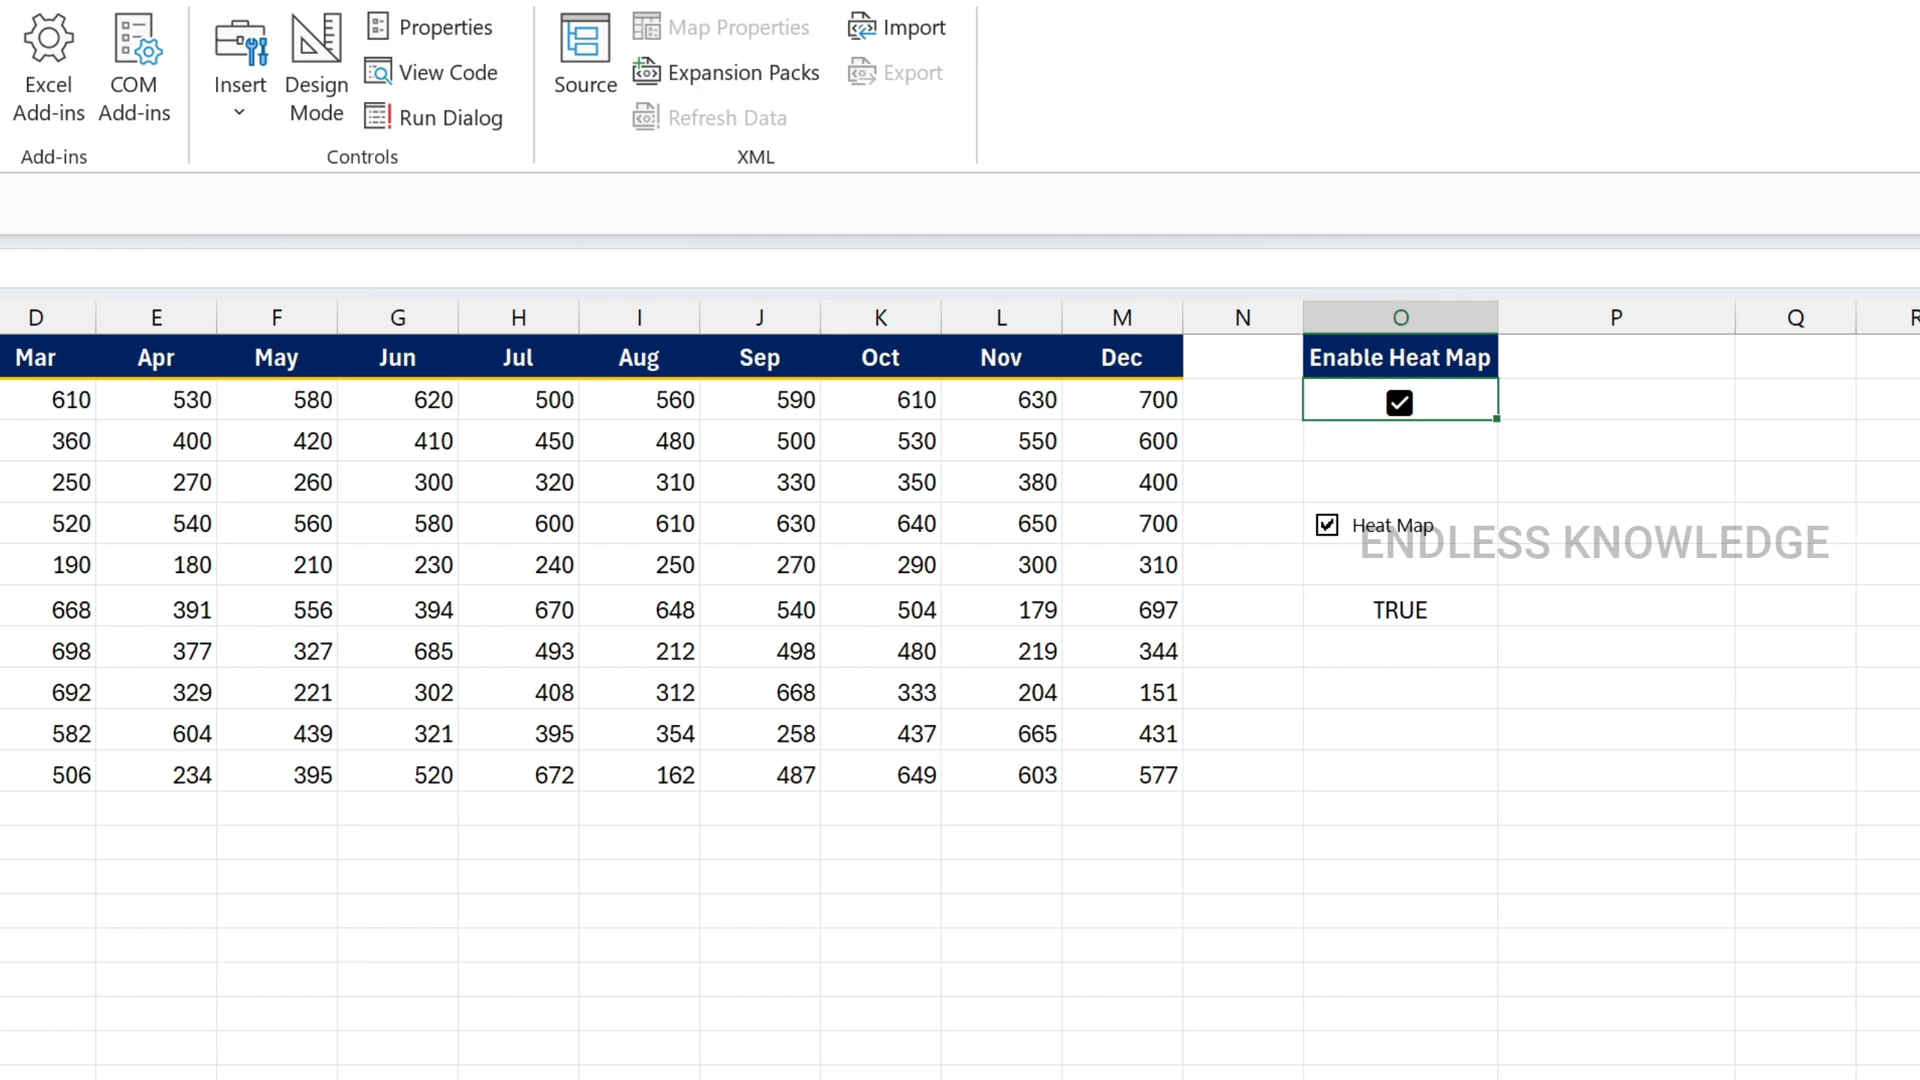 Excel Add-ins
COM Add-ins
Add-ins
Insert
Design Mode
Properties
View Code
Run Dialog
Controls
Source
Map Properties
Expansion Packs
Refresh Data
Import
Export
XML
D E F G H I J K L M N O P Q R
Mar Apr May Jun Jul Aug Sep Oct Nov Dec Enable Heat Map
610 530 580 620 500 560 590 610 630 700
360 400 420 410 450 480 500 530 550 600
250 270 260 300 320 310 330 350 380 400
520 540 560 580 600 610 630 640 650 700 Heat Map
ENDLESS KNOWLEDGE
190 180 210 230 240 250 270 290 300 310
668 391 556 394 670 648 540 504 179 697 TRUE
698 377 327 685 493 212 498 480 219 344
692 329 221 302 408 312 668 333 204 151
582 604 439 321 395 354 258 437 665 431
506 234 395 520 672 162 487 649 603 577